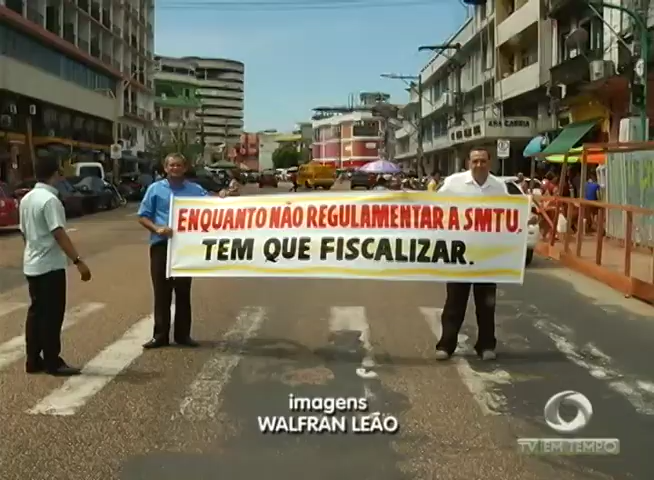 ENQUANTO NÃO REGULAMENTAR A SMTU.
TEM QUE FISCALIZAR.
imagens
WALFRAN LEÃO
TV EM TEMPO